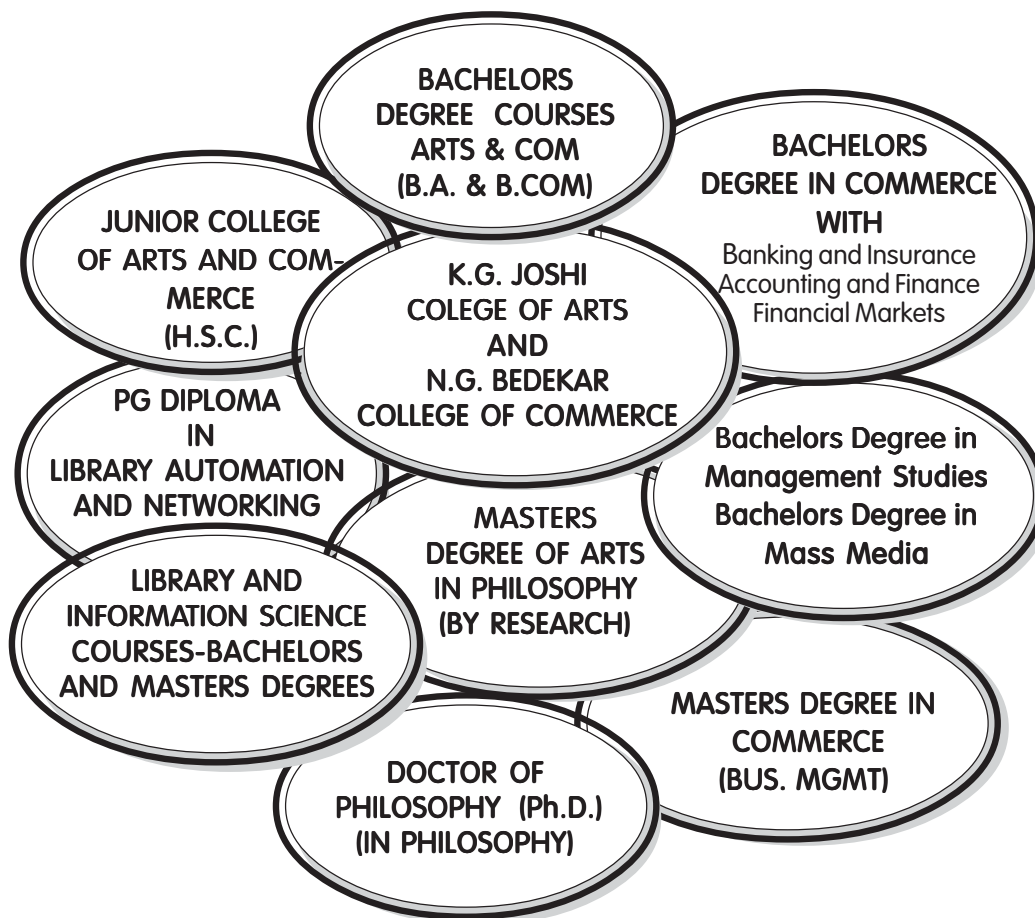 BACHELORS
DEGREE COURSES
ARTS & COM
(B.A. & B.COM)
BACHELORS
DEGREE IN COMMERCE
WITH
Banking and Insurance
Accounting and Finance
Financial Markets
JUNIOR COLLEGE
OF ARTS AND COM-
MERCE
(H.S.C.)
K.G. JOSHI
COLEGE OF ARTS
AND
N.G. BEDEKAR
COLLEGE OF COMMERCE
PG DIPLOMA
IN
LIBRARY AUTOMATION
AND NETWORKING
Bachelors Degree in
Management Studies
Bachelors Degree in
Mass Media
MASTERS
DEGREE OF ARTS
IN PHILOSOPHY
(BY RESEARCH)
LIBRARY AND
INFORMATION SCIENCE
COURSES-BACHELORS
AND MASTERS DEGREES
MASTERS DEGREE IN
COMMERCE
(BUS. MGMT)
DOCTOR OF
PHILOSOPHY (Ph.D.)
(IN PHILOSOPHY)